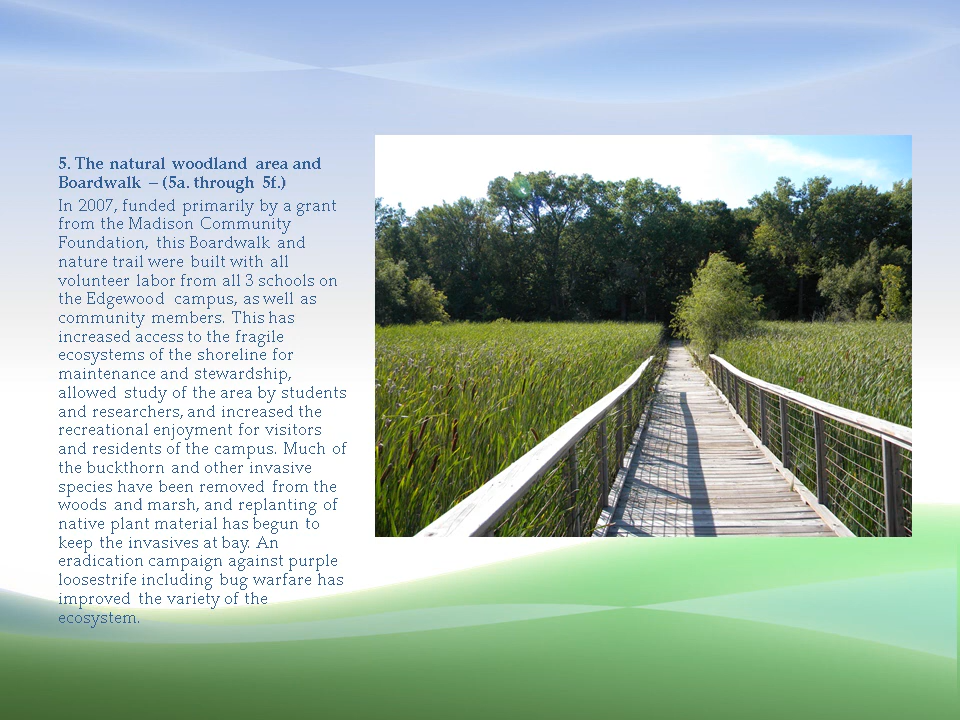 5. The natural woodland area and
Boardwalk – (5a. through 5f.)
In 2007, funded primarily by a grant
from the Madison Community
Foundation, this Boardwalk and
nature trail were built with all
volunteer labor from all 3 schools on
the Edgewood campus, as well as
community members. This has
increased access to the fragile
ecosystems of the shoreline for
maintenance and stewardship,
allowed study of the area by students
and researchers, and increased the
recreational enjoyment for visitors
and residents of the campus. Much of
the buckthorn and other invasive
species have been removed from the
woods and marsh, and replanting of
native plant material has begun to
keep the invasives at bay. An
eradication campaign against purple
loosestrife including bug warfare has
improved the variety of the
ecosystem.